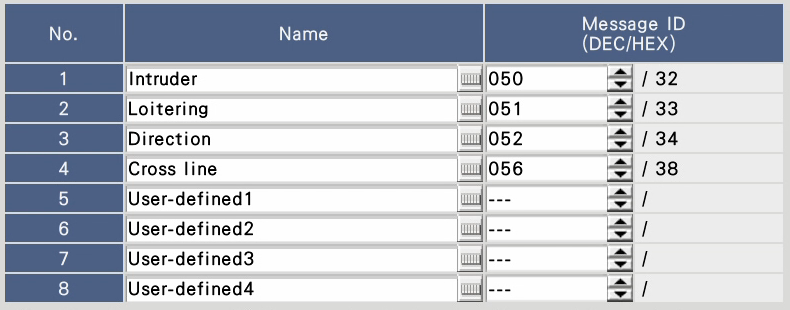 No. Name Message ID
(DEC/HEX)
1 Intruder 050 / 32
2 Loitering 051 / 33
3 Direction 052 / 34
4 Cross line 056 / 38
5 User-defined1 --- /
6 User-defined2 --- /
7 User-defined3 --- /
8 User-defined4 --- /